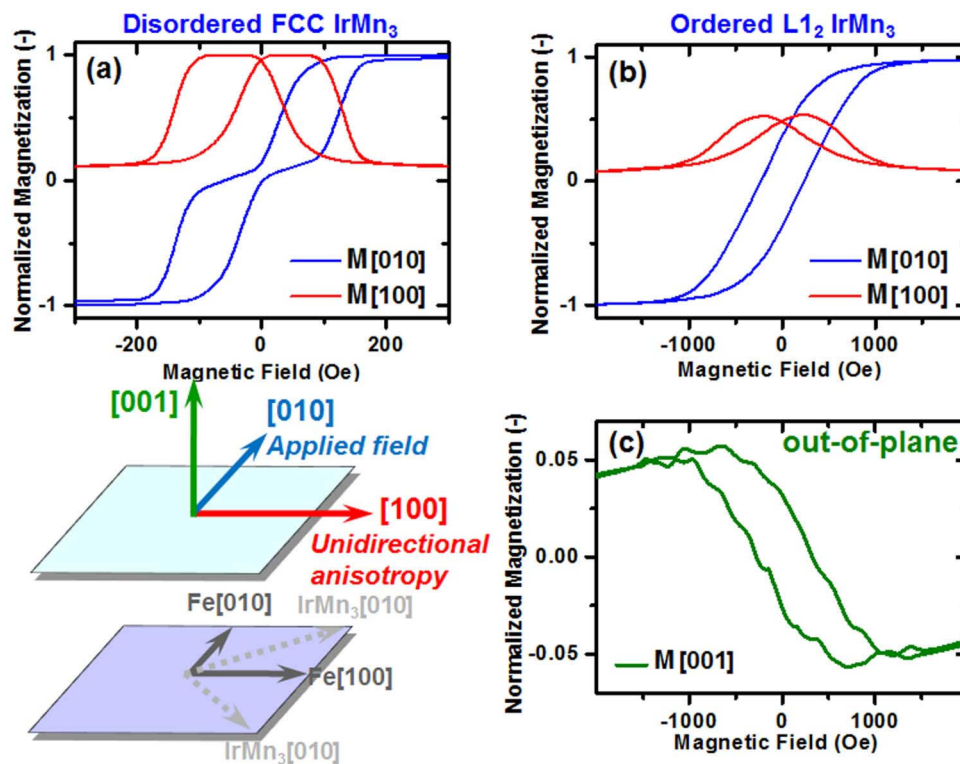 Disordered FCC IrMn3
(a)
Normalized Magnetization (-)
1
0
-1
M[010]
M[100]
-200
0
200
Magnetic Field (Oe)
Ordered L12 IrMn3
(b)
Normalized Magnetization (-)
1
0
-1
M[010]
M[100]
-1000
0
1000
Magnetic Field (Oe)
[001]
[010]
Applied field
[100]
Unidirectional
anisotropy
Fe[010]
IrMn3[010]
Fe[100]
IrMn3[010]
(c)
out-of-plane
Normalized Magnetization (-)
0.05
0.00
-0.05
M[001]
-1000
0
1000
Magnetic Field (Oe)